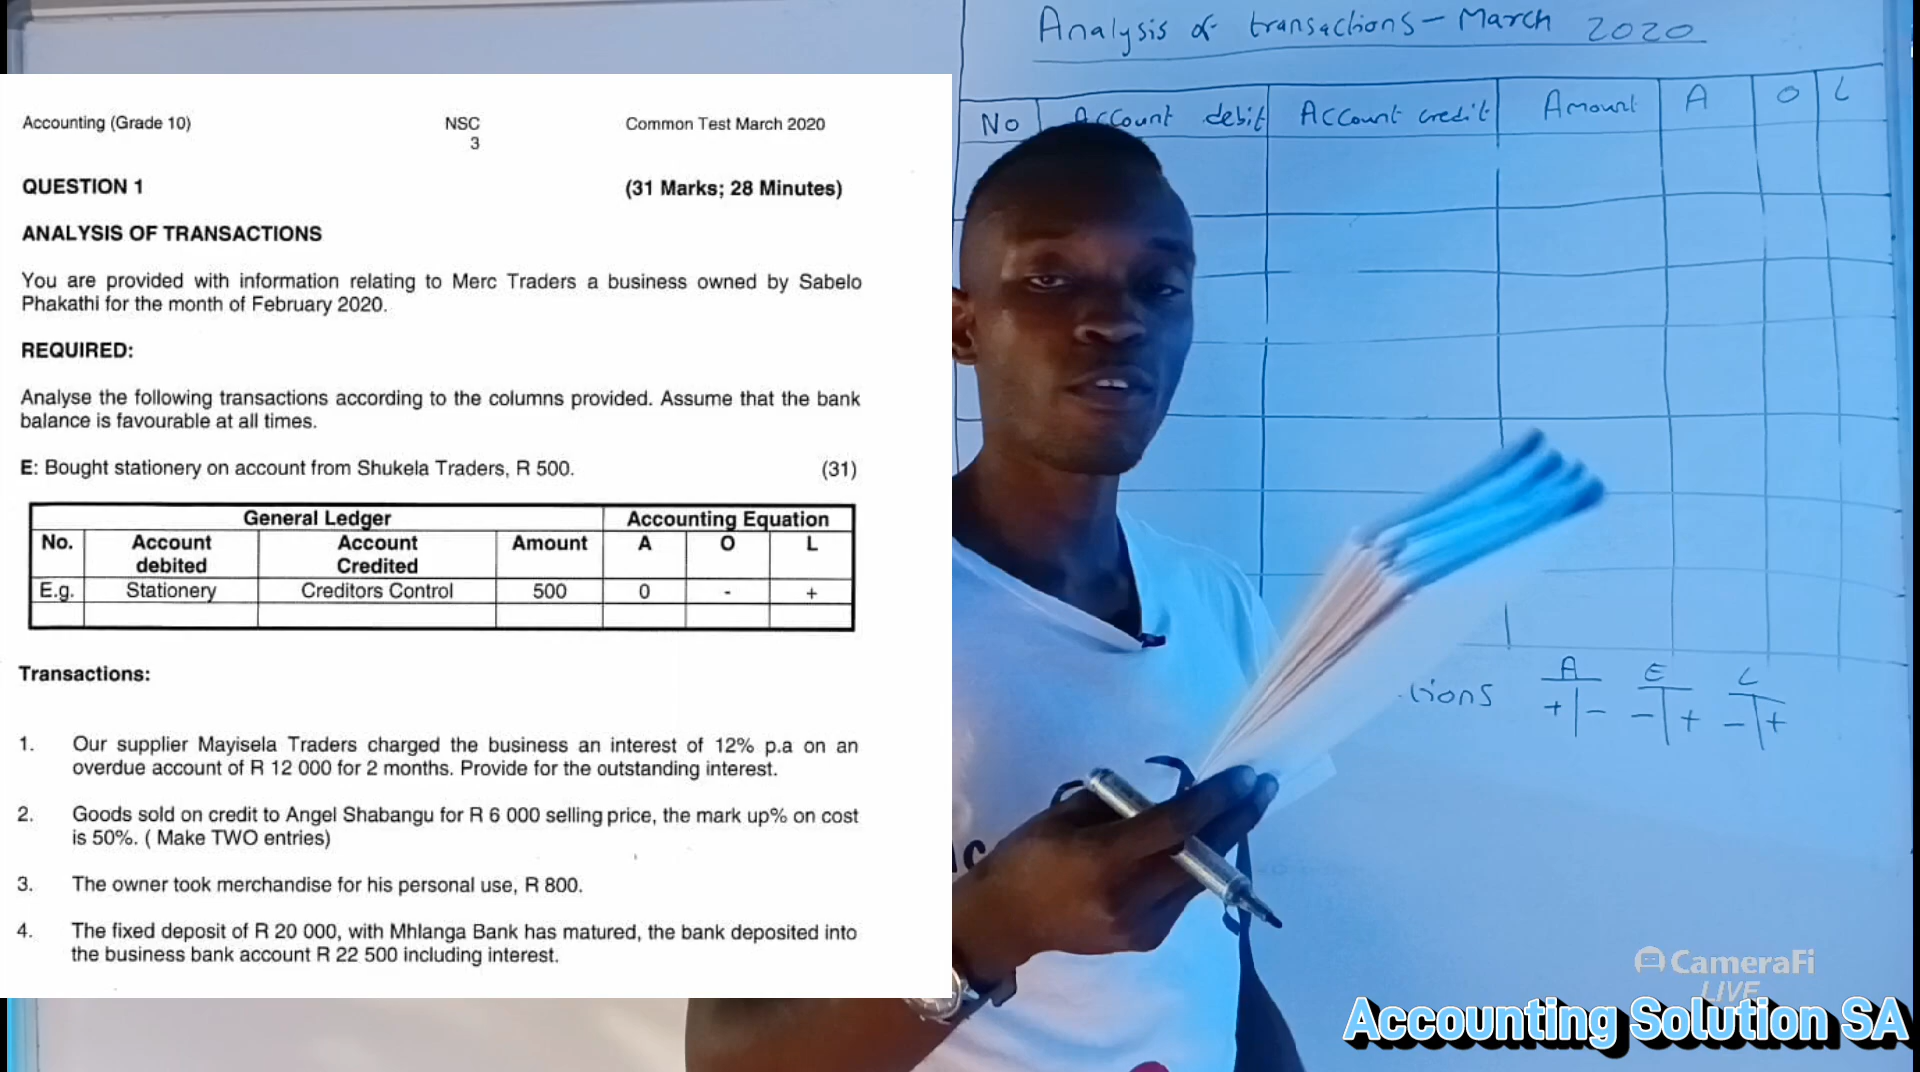 Accounting (Grade 10) NSC Common Test March 2020
3
QUESTION 1 (31 Marks; 28 Minutes)
ANALYSIS OF TRANSACTIONS
You are provided with information relating to Merc Traders a business owned by Sabelo
Phakathi for the month of February 2020.
REQUIRED:
Analyse the following transactions according to the columns provided. Assume that the bank
balance is favourable at all times.
E: Bought stationery on account from Shukela Traders, R 500. (31)
General Ledger Accounting Equation
No. Account debited Account Credited Amount A O L
E.g. Stationery Creditors Control 500 0 - +
Transactions:
1. Our supplier Mayisela Traders charged the business an interest of 12% p.a on an
overdue account of R 12 000 for 2 months. Provide for the outstanding interest.
2. Goods sold on credit to Angel Shabangu for R 6 000 selling price, the mark up% on cost
is 50%. ( Make TWO entries)
3. The owner took merchandise for his personal use, R 800.
4. The fixed deposit of R 20 000, with Mhlanga Bank has matured, the bank deposited into
the business bank account R 22 500 including interest.
Analysis of transactions - March 2020
No Account debit Account credit Amount A O L
A E L
+ - - + - +
CameraFi
LIVE
Accounting Solution SA